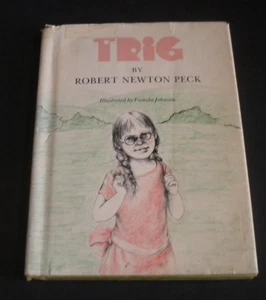 TRiG
BY
ROBERT NEWTON PECK
Illustrated by Pamela Johnson